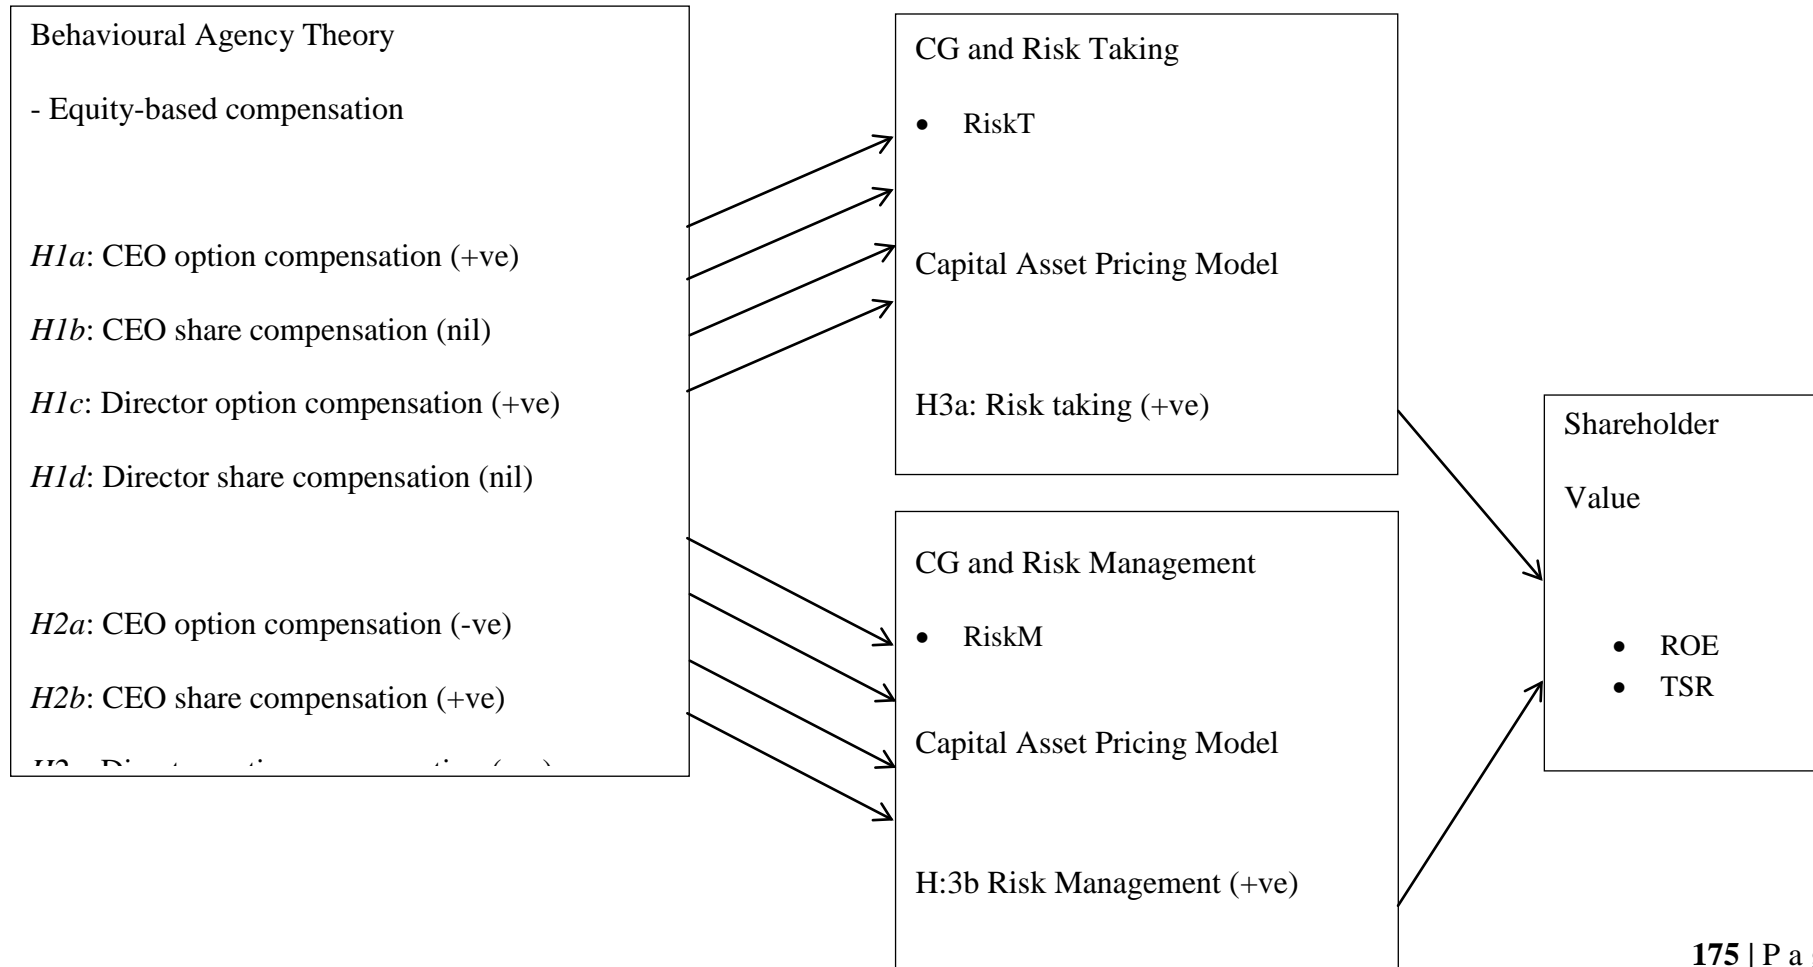 Behavioural Agency Theory
- Equity-based compensation
H1a: CEO option compensation (+ve)
H1b: CEO share compensation (nil)
H1c: Director option compensation (+ve)
H1d: Director share compensation (nil)
H2a: CEO option compensation (-ve)
H2b: CEO share compensation (+ve)
CG and Risk Taking
• RiskT
Capital Asset Pricing Model
H3a: Risk taking (+ve)
CG and Risk Management
• RiskM
Capital Asset Pricing Model
H:3b Risk Management (+ve)
Shareholder
Value
• ROE
• TSR
175 | P a